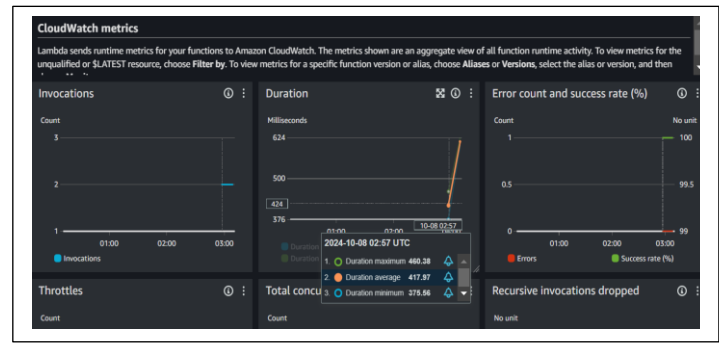 CloudWatch metrics
Lambda sends runtime metrics for your functions to Amazon CloudWatch. The metrics shown are an aggregate view of all function runtime activity. To view metrics for the
unqualified or $LATEST resource, choose Filter by. To view metrics for a specific function version or alias, choose Aliases or Versions, select the alias or version, and then
Invocations
Count
3
2
1
01:00 02:00 03:00
Invocations
Duration
Milliseconds
624
500
424
376
01:00 02:00
10-08 02:57
Duration
Duration
2024-10-08 02:57 UTC
1. Duration maximum 460.38
2. Duration average 417.97
3. Duration minimum 375.56
Error count and success rate (%)
Count No unit
1 100
0.5 99.5
0 99
01:00 02:00 03:00
Errors Success rate (%)
Throttles
Count
Total concu
Count
Recursive invocations dropped
No unit